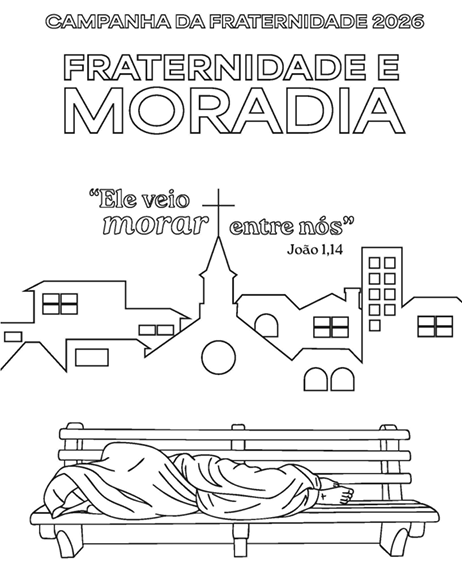 CAMPANHA DA FRATERNIDADE 2026
FRATERNIDADE E
MORADIA
“Ele veio
morar entre nós”
João 1,14